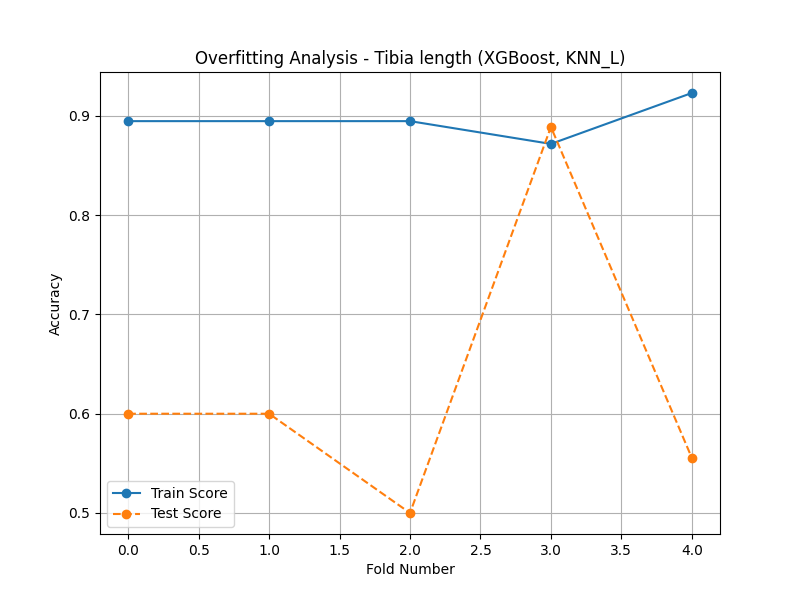 Overfitting Analysis - Tibia length (XGBoost, KNN_L)
Accuracy
0.9
0.8
0.7
0.6
0.5
Train Score
Test Score
0.0 0.5 1.0 1.5 2.0 2.5 3.0 3.5 4.0
Fold Number